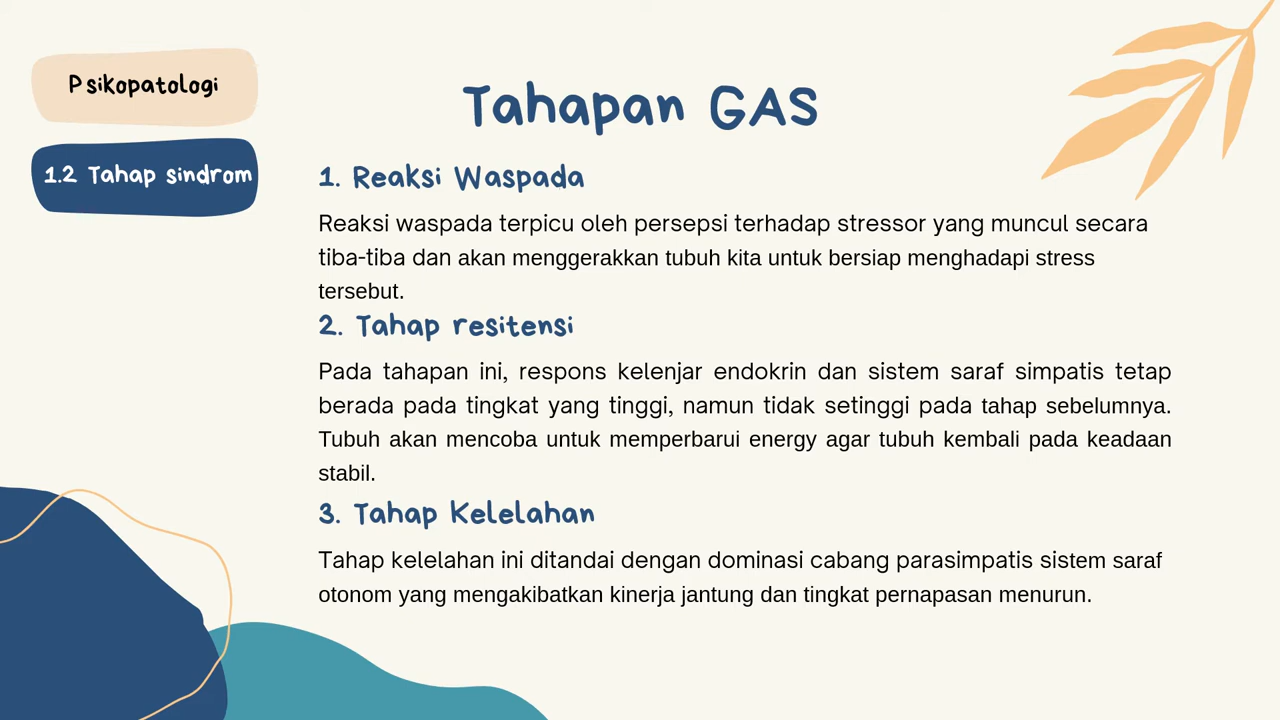 Psikopatologi
1.2 Tahap sindrom
Tahapan GAS
1. Reaksi Waspada
Reaksi waspada terpicu oleh persepsi terhadap stressor yang muncul secara
tiba-tiba dan akan menggerakkan tubuh kita untuk bersiap menghadapi stress
tersebut.
2. Tahap resitensi
Pada tahapan ini, respons kelenjar endokrin dan sistem saraf simpatis tetap
berada pada tingkat yang tinggi, namun tidak setinggi pada tahap sebelumnya.
Tubuh akan mencoba untuk memperbarui energy agar tubuh kembali pada keadaan
stabil.
3. Tahap Kelelahan
Tahap kelelahan ini ditandai dengan dominasi cabang parasimpatis sistem saraf
otonom yang mengakibatkan kinerja jantung dan tingkat pernapasan menurun.